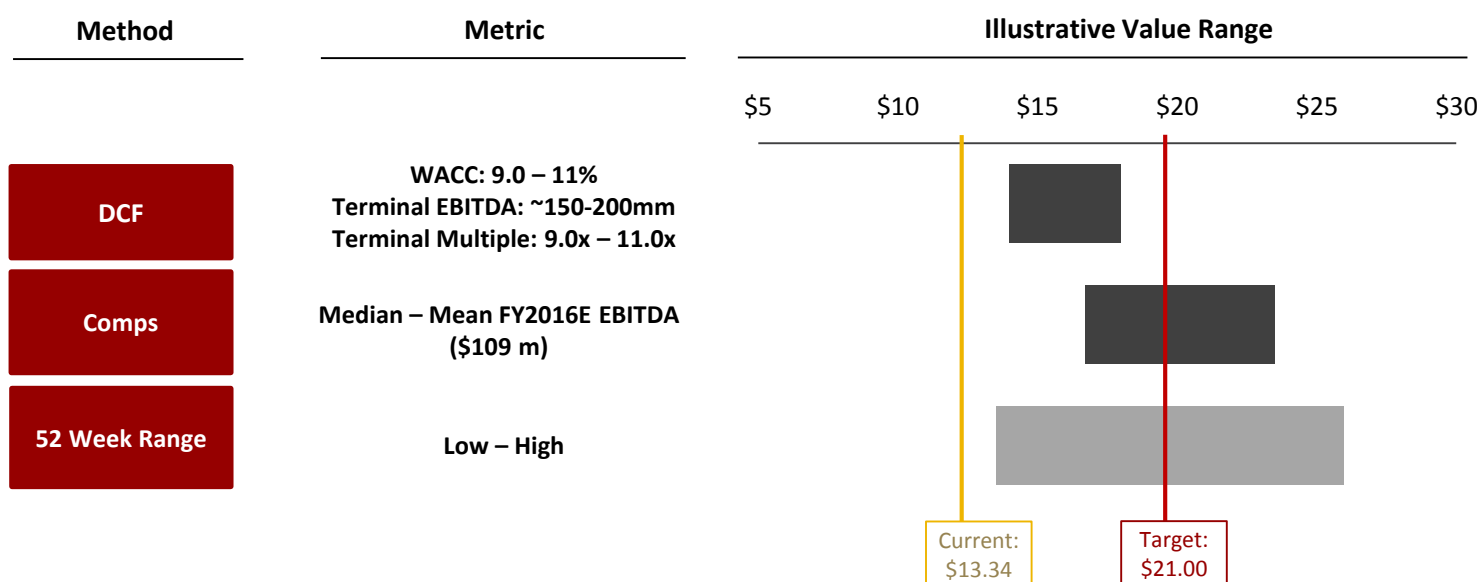 Method
Metric
Illustrative Value Range
$5
$10
$15
$20
$25
$30
DCF
WACC: 9.0 – 11%
Terminal EBITDA: ~150-200mm
Terminal Multiple: 9.0x – 11.0x
Comps
Median – Mean FY2016E EBITDA
($109 m)
52 Week Range
Low – High
Current:
$13.34
Target:
$21.00